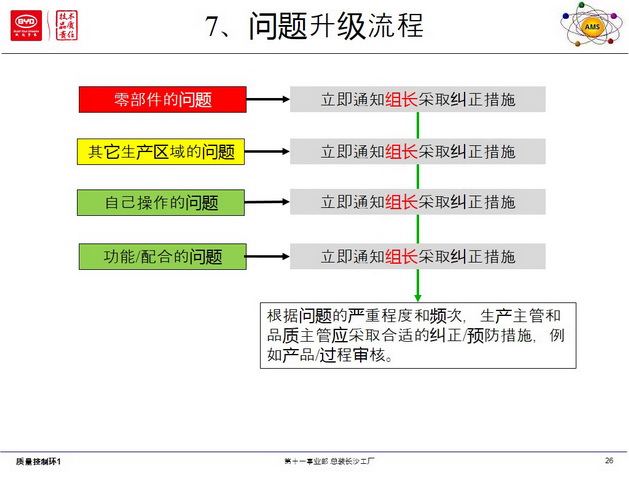 BYD
技术
品质
责信
7、问题升级流程
AMS
零部件的问题
立即通知组长采取纠正措施
其它生产区域的问题
立即通知组长采取纠正措施
自己操作的问题
立即通知组长采取纠正措施
功能/配合的问题
立即通知组长采取纠正措施
根据问题的严重程度和频次，生产主管和
品质主管应采取合适的纠正/预防措施，例
如产品/过程审核。
质量控制环1
第十一事业部 总装长沙工厂
26